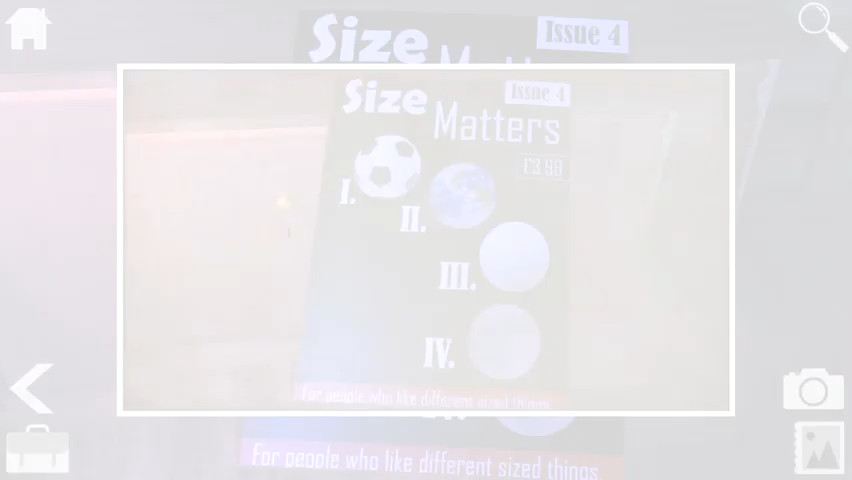 Size
Issue 4
Size
Issue 4
Matters
£3.99
I.
II.
III.
IV.
For people who like different sized things.
For people who like different sized things.